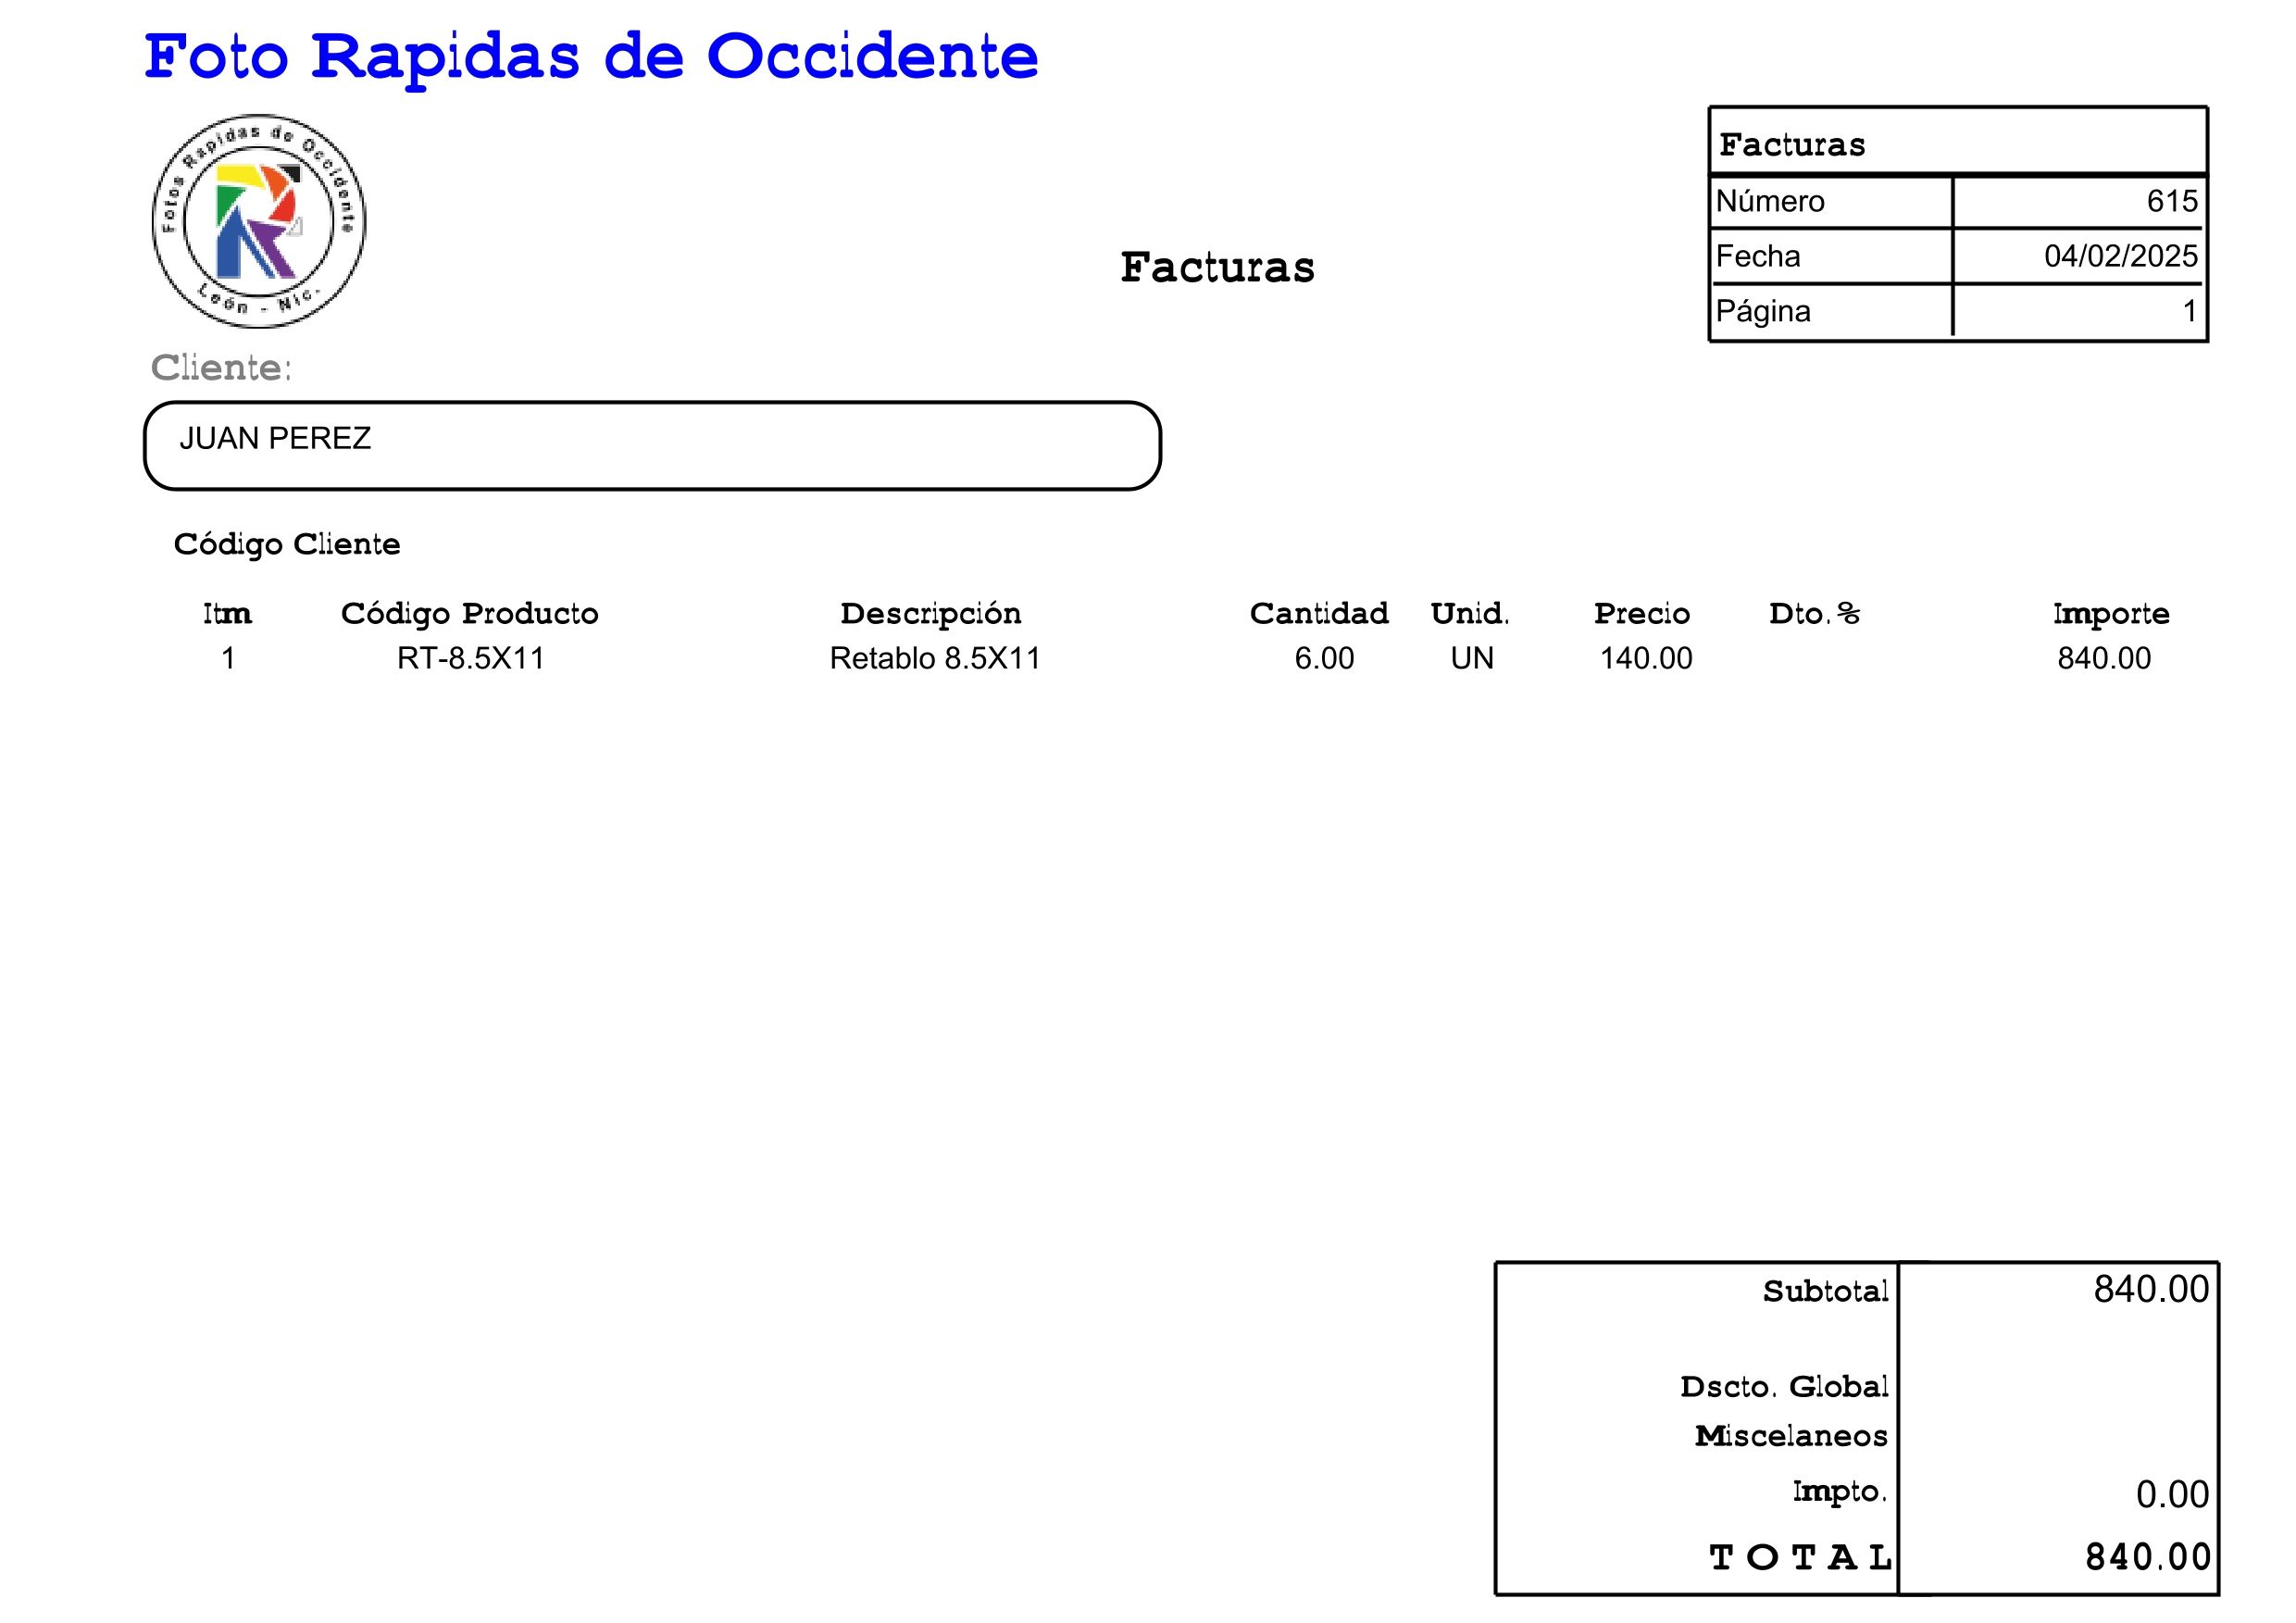 Foto Rapidas de Occidente
Fotos Rapidas de Occidente
León - Nic.
Facturas
Facturas
Número 615
Fecha 04/02/2025
Página 1
Cliente:
JUAN PEREZ
Código Cliente
Itm Código Producto Descripción Cantidad Unid. Precio Dto.% Importe
1 RT-8.5X11 Retablo 8.5X11 6.00 UN 140.00 840.00
Subtotal 840.00
Dscto. Global
Miscelaneos
Impto. 0.00
TOTAL 840.00